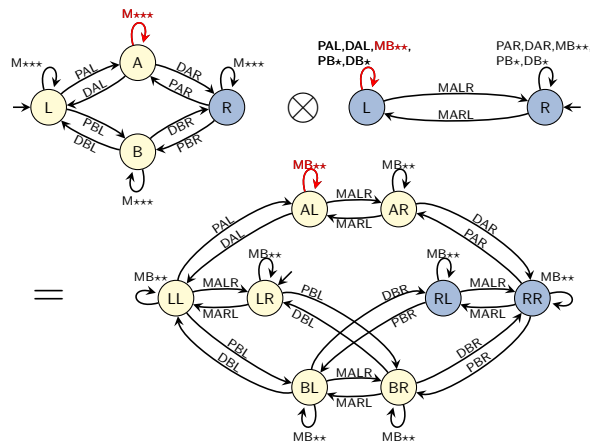 M⋆⋆⋆
A
M⋆⋆⋆
PAL
DAL
DAR
PAR
M⋆⋆⋆
L
R
PBL
DBL
DBR
PBR
B
M⋆⋆⋆
⊗
PAL,DAL,MB⋆⋆,
PB⋆,DB⋆
PAR,DAR,MB⋆⋆,
PB⋆,DB⋆
L
MALR
MARL
R
=
MB⋆⋆
MB⋆⋆
AL
MALR
MARL
AR
PAL
DAL
DAR
PAR
MB⋆⋆
MB⋆⋆
MB⋆⋆
MB⋆⋆
LL
MALR
MARL
LR
PBL
DBL
DBR
PBR
RL
MALR
MARL
RR
PBL
DBL
DBR
PBR
BL
MALR
MARL
BR
MB⋆⋆
MB⋆⋆